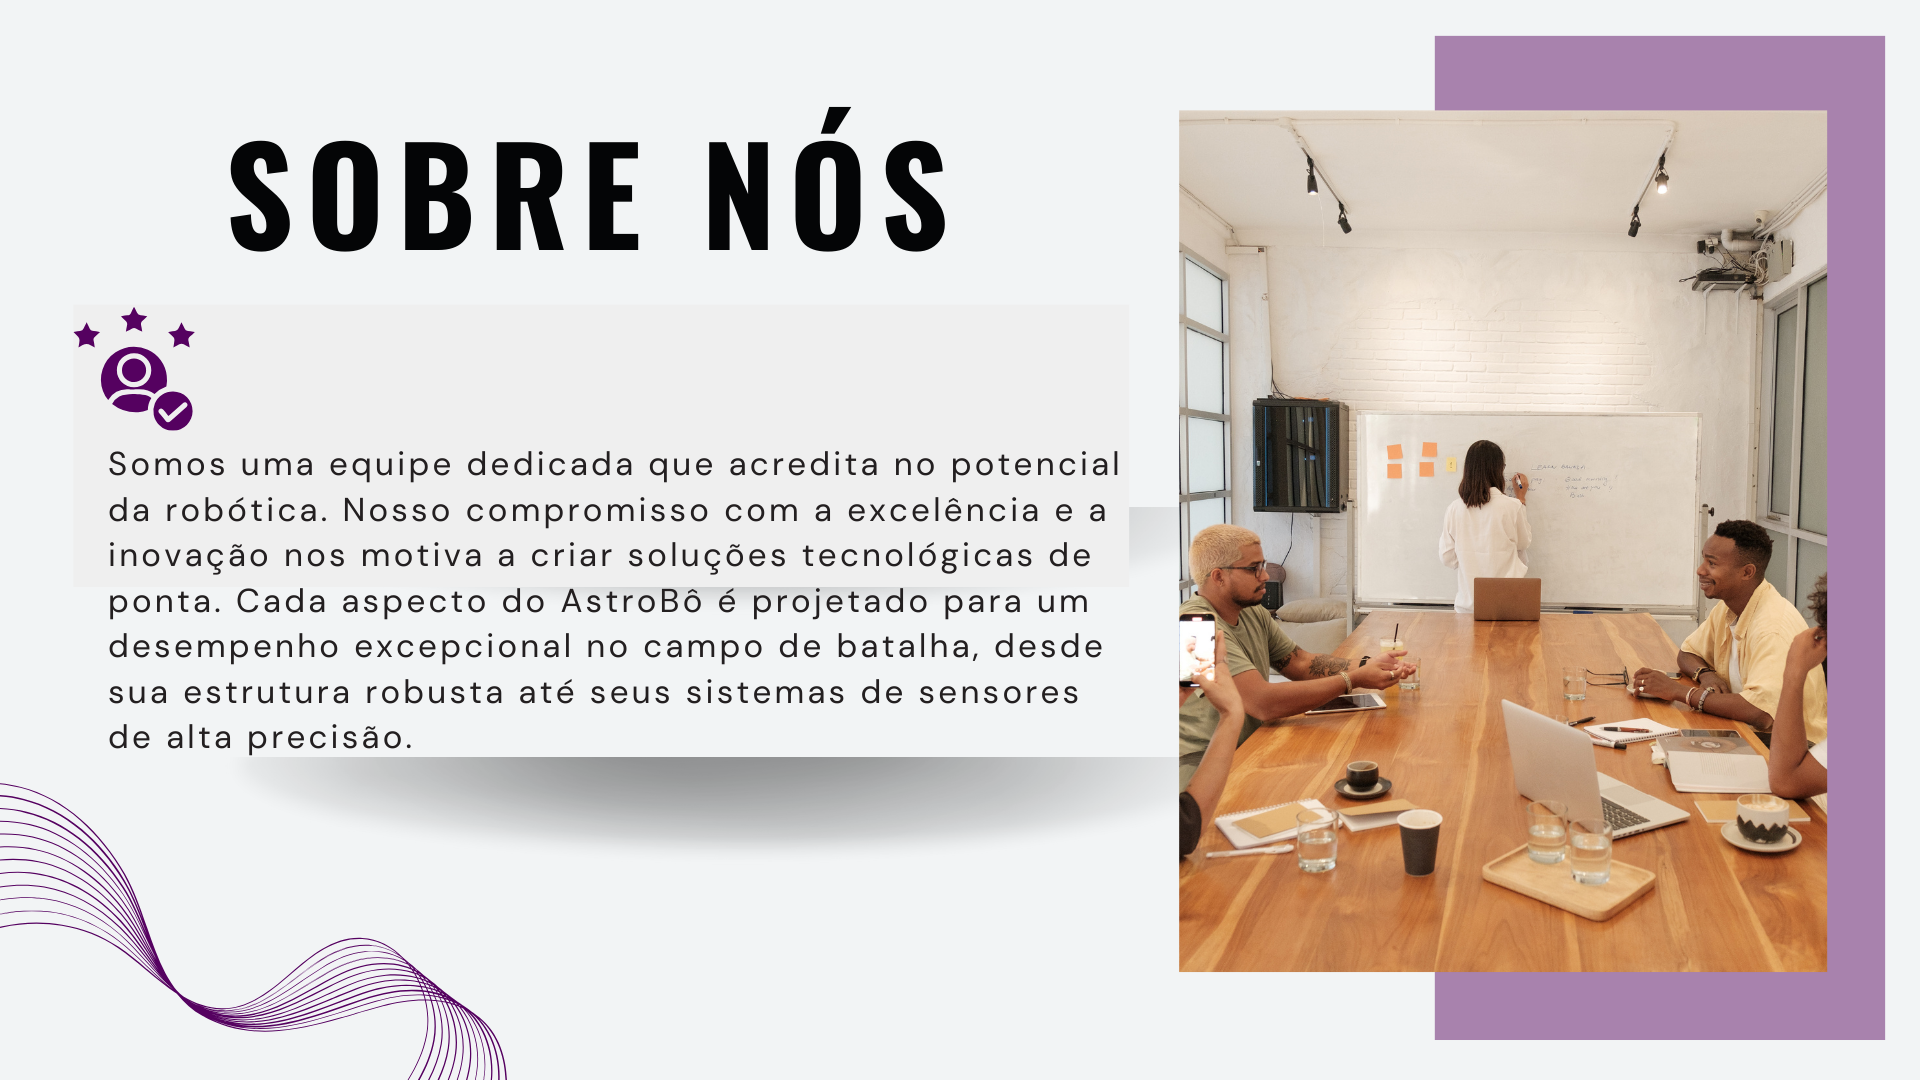 SOBRE NÓS
Somos uma equipe dedicada que acredita no potencial
da robótica. Nosso compromisso com a excelência e a
inovação nos motiva a criar soluções tecnológicas de
ponta. Cada aspecto do AstroBô é projetado para um
desempenho excepcional no campo de batalha, desde
sua estrutura robusta até seus sistemas de sensores
de alta precisão.